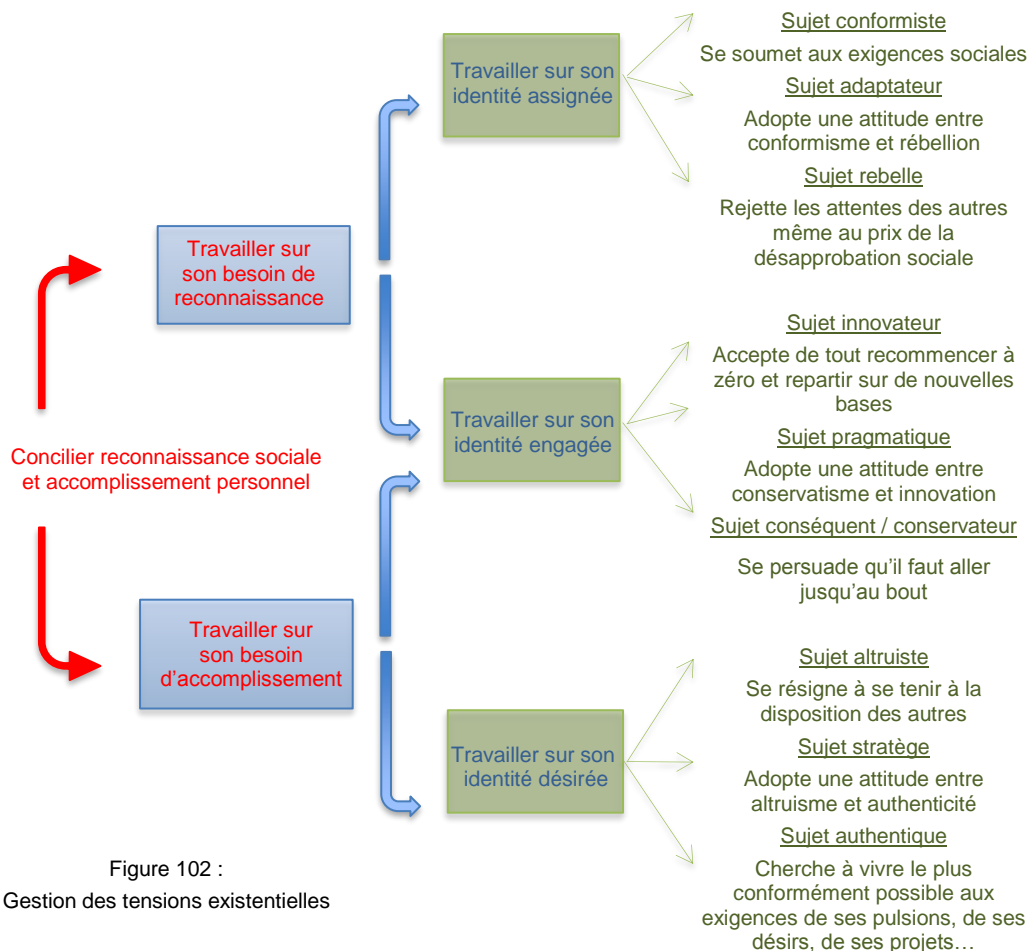 Concilier reconnaissance sociale
et accomplissement personnel
Travailler sur
son besoin de
reconnaissance
Travailler sur
son besoin
d’accomplissement
Travailler sur son
identité assignée
Travailler sur son
identité engagée
Travailler sur son
identité désirée
Sujet conformiste
Se soumet aux exigences sociales
Sujet adaptateur
Adopte une attitude entre
conformisme et rébellion
Sujet rebelle
Rejette les attentes des autres
même au prix de la
désapprobation sociale
Sujet innovateur
Accepte de tout recommencer à
zéro et repartir sur de nouvelles
bases
Sujet pragmatique
Adopte une attitude entre
conservatisme et innovation
Sujet conséquent / conservateur
Se persuade qu’il faut aller
jusqu’au bout
Sujet altruiste
Se résigne à se tenir à la
disposition des autres
Sujet stratège
Adopte une attitude entre
altruisme et authenticité
Sujet authentique
Cherche à vivre le plus
conformément possible aux
exigences de ses pulsions, de ses
désirs, de ses projets…
Figure 102 :
Gestion des tensions existentielles